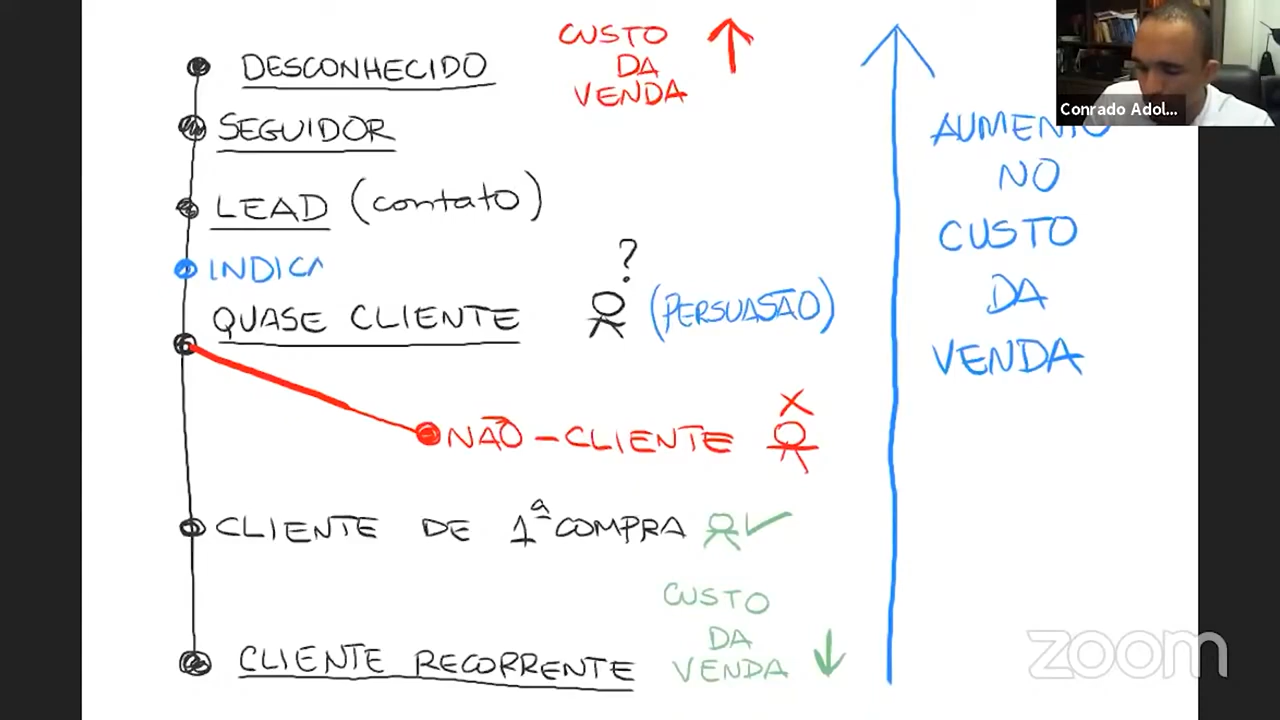 CUSTO
DA
VENDA
DESCONHECIDO
SEGUIDOR
LEAD (contato)
INDICA
QUASE CLIENTE
?
(PERSUASÃO)
NÃO-CLIENTE
X
CLIENTE DE 1ª COMPRA
CUSTO
DA
VENDA
CLIENTE RECORRENTE
AUMENTO
NO
CUSTO
DA
VENDA
Conrado Adol...
zoom